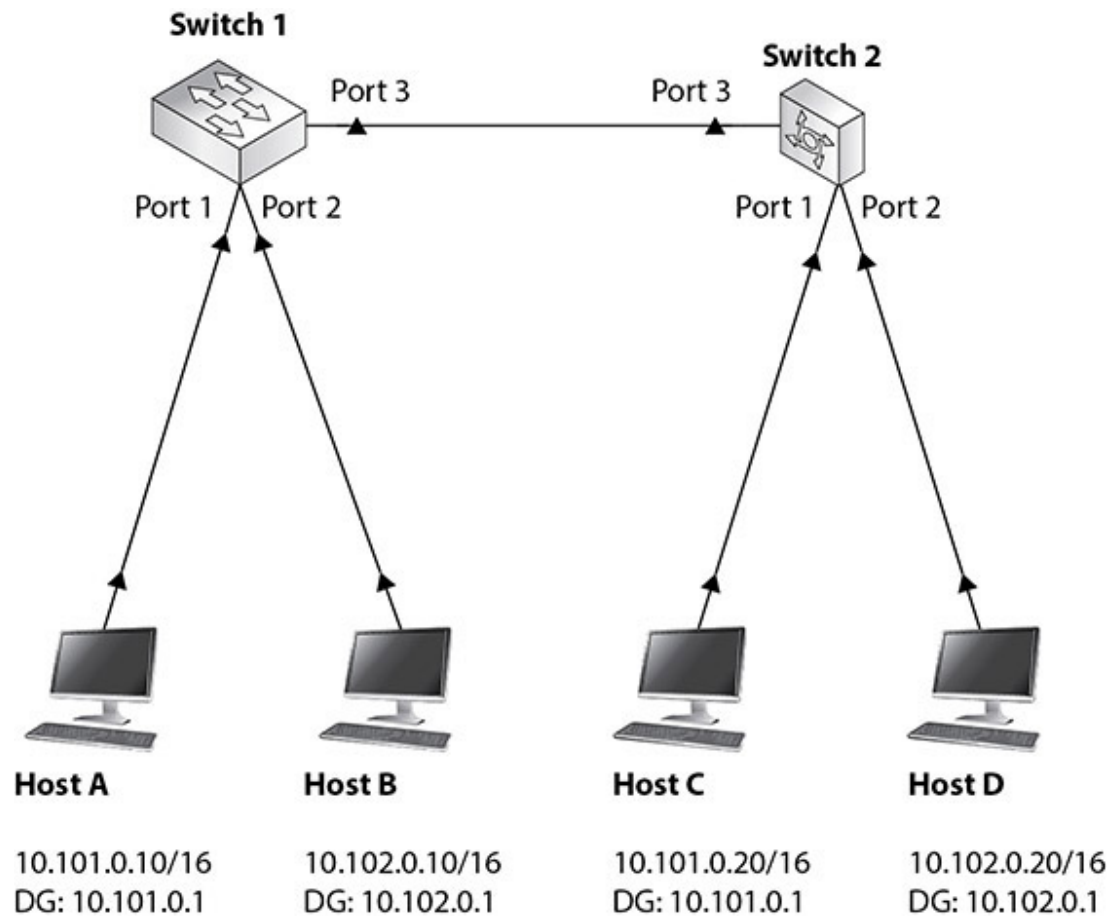 Switch 1
Switch 2
Port 3
Port 3
Port 1
Port 2
Port 1
Port 2
Host A
Host B
Host C
Host D
10.101.0.10/16
10.102.0.10/16
10.101.0.20/16
10.102.0.20/16
DG: 10.101.0.1
DG: 10.102.0.1
DG: 10.101.0.1
DG: 10.102.0.1